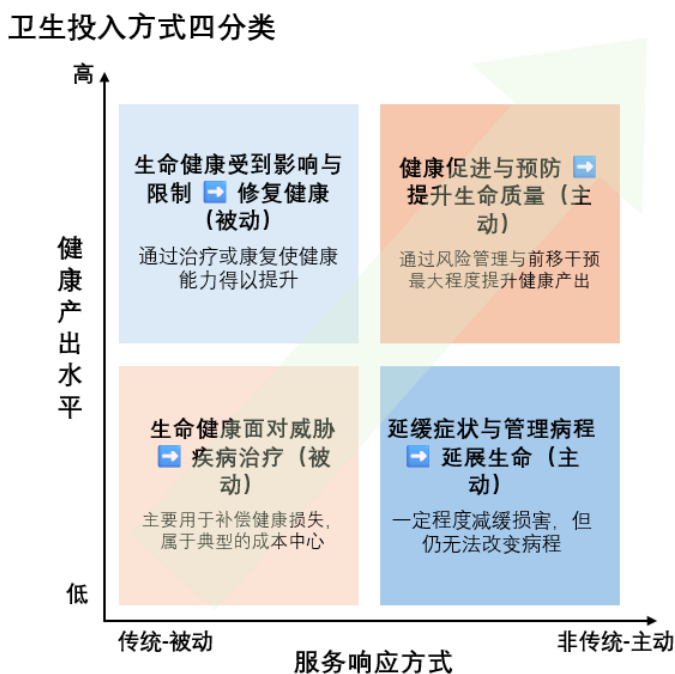 卫生投入方式四分类
高
生命健康受到影响与
限制 ➡️ 修复健康
（被动）
通过治疗或康复使健康
能力得以提升
健康促进与预防 ➡️
提升生命质量（主
动）
通过风险管理与前移干预
最大程度提升健康产出
健康产出水平
生命健康面对威胁
➡️ 疾病治疗（被
动）
主要用于补偿健康损失，
属于典型的成本中心
延缓症状与管理病程
➡️ 延展生命（主
动）
一定程度减缓损害，但
仍无法改变病程
低
传统-被动
非传统-主动
服务响应方式